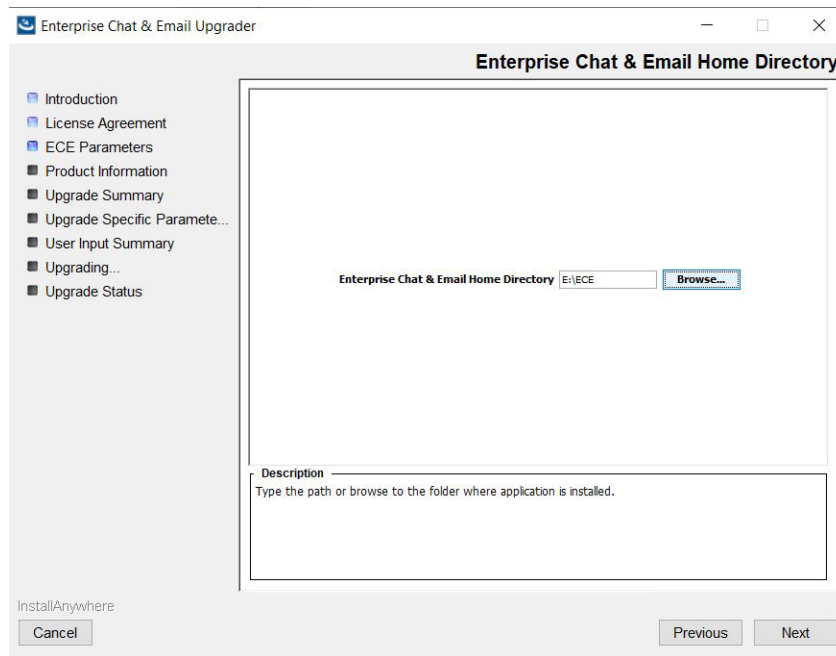 Enterprise Chat & Email Upgrader
Enterprise Chat & Email Home Directory
Introduction
License Agreement
ECE Parameters
Product Information
Upgrade Summary
Upgrade Specific Paramete...
User Input Summary
Upgrading...
Upgrade Status
Enterprise Chat & Email Home Directory E:\ECE Browse...
Description
Type the path or browse to the folder where application is installed.
InstallAnywhere
Cancel Previous Next